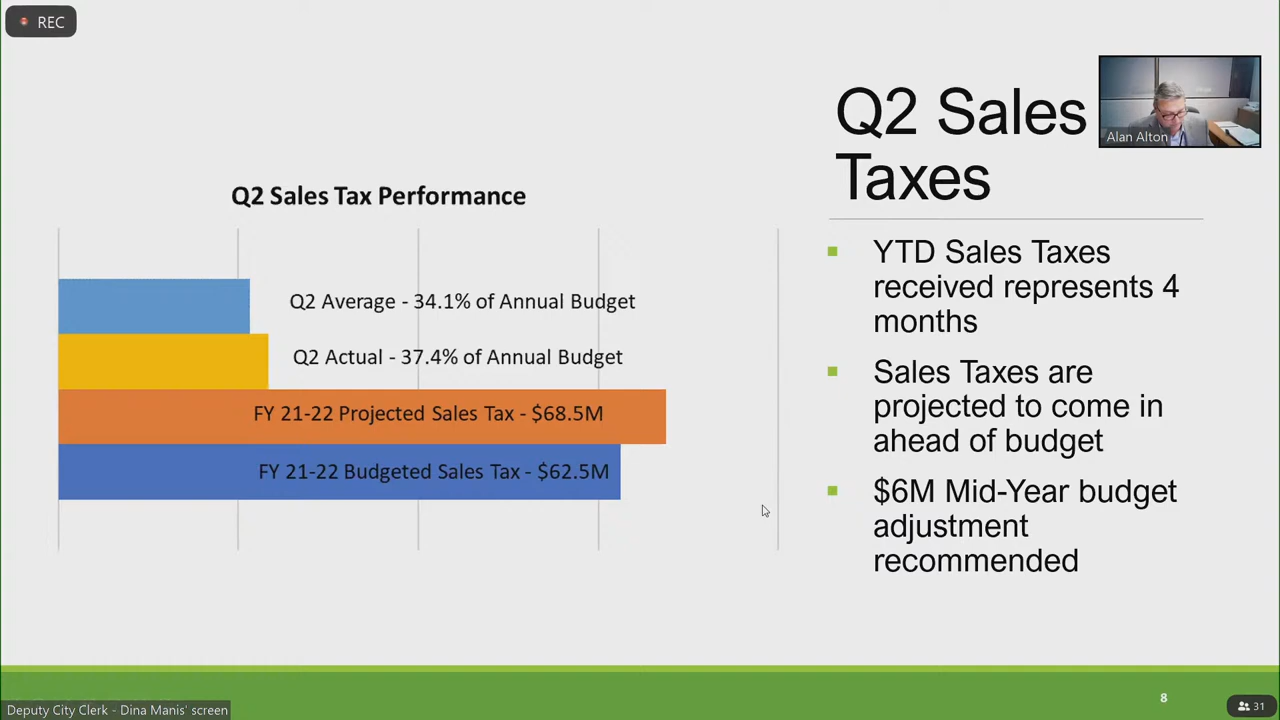 REC
Q2 Sales
Taxes
Alan Alton
Q2 Sales Tax Performance
Q2 Average - 34.1% of Annual Budget
Q2 Actual - 37.4% of Annual Budget
FY 21-22 Projected Sales Tax - $68.5M
FY 21-22 Budgeted Sales Tax - $62.5M
YTD Sales Taxes
received represents 4
months
Sales Taxes are
projected to come in
ahead of budget
$6M Mid-Year budget
adjustment
recommended
8
Deputy City Clerk - Dina Manis' screen
31